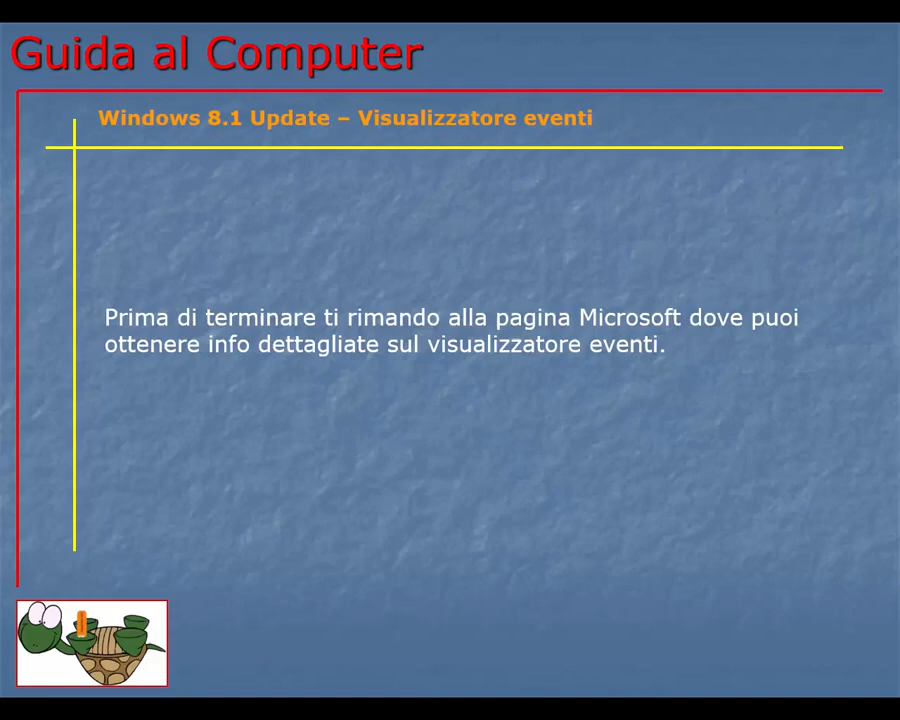 Guida al Computer
Windows 8.1 Update – Visualizzatore eventi
Prima di terminare ti rimando alla pagina Microsoft dove puoi
ottenere info dettagliate sul visualizzatore eventi.